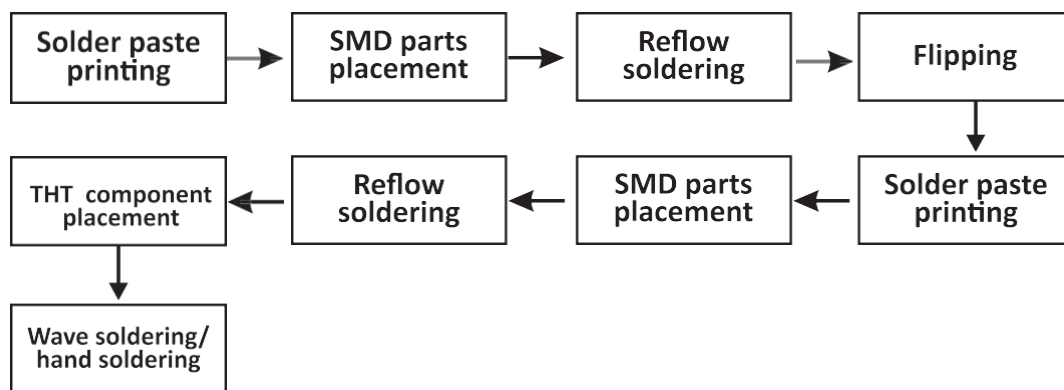 Solder paste
printing
SMD parts
placement
Reflow
soldering
Flipping
Solder paste
printing
SMD parts
placement
Reflow
soldering
THT component
placement
Wave soldering/
hand soldering